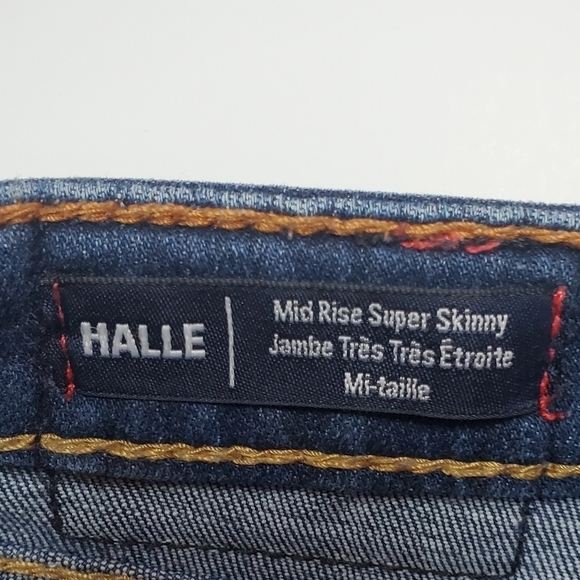 HALLE
Mid Rise Super Skinny
Jambe Très Très Étroite
Mi-taille